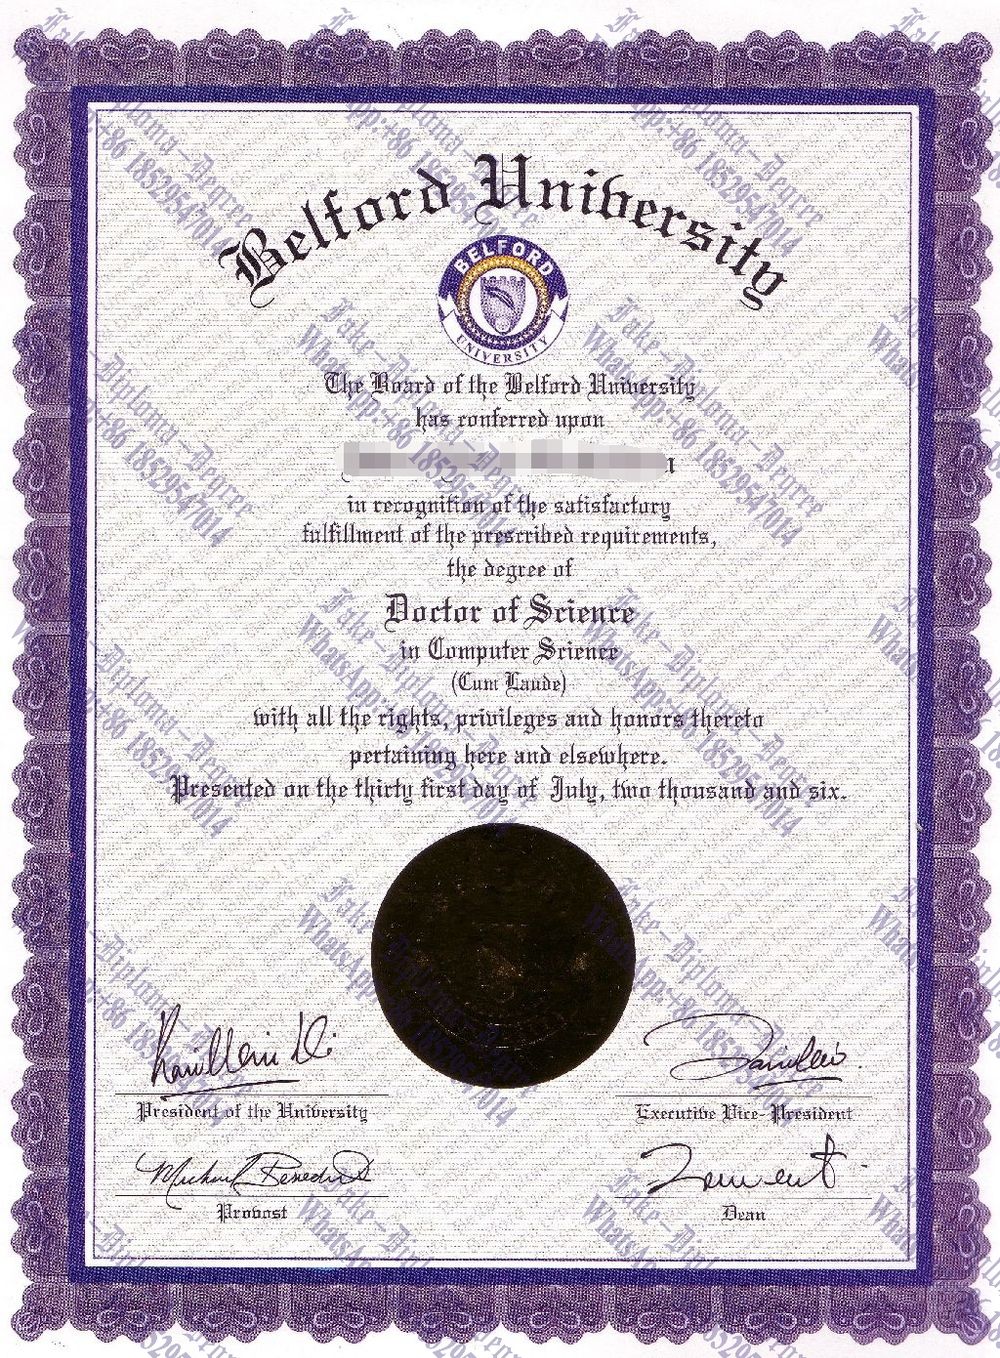 Belford University
BELFORD
UNIVERSITY
The Board of the Belford University
has conferred upon
in recognition of the satisfactory
fulfillment of the prescribed requirements,
the degree of
Doctor of Science
in Computer Science
(Cum Laude)
with all the rights, privileges and honors thereto
pertaining here and elsewhere.
Presented on the thirty first day of July, two thousand and six.
President of the University
Executive Vice-President
Provost
Dean
Fake-Diploma-Degree
WhatsApp:+86 18529547014